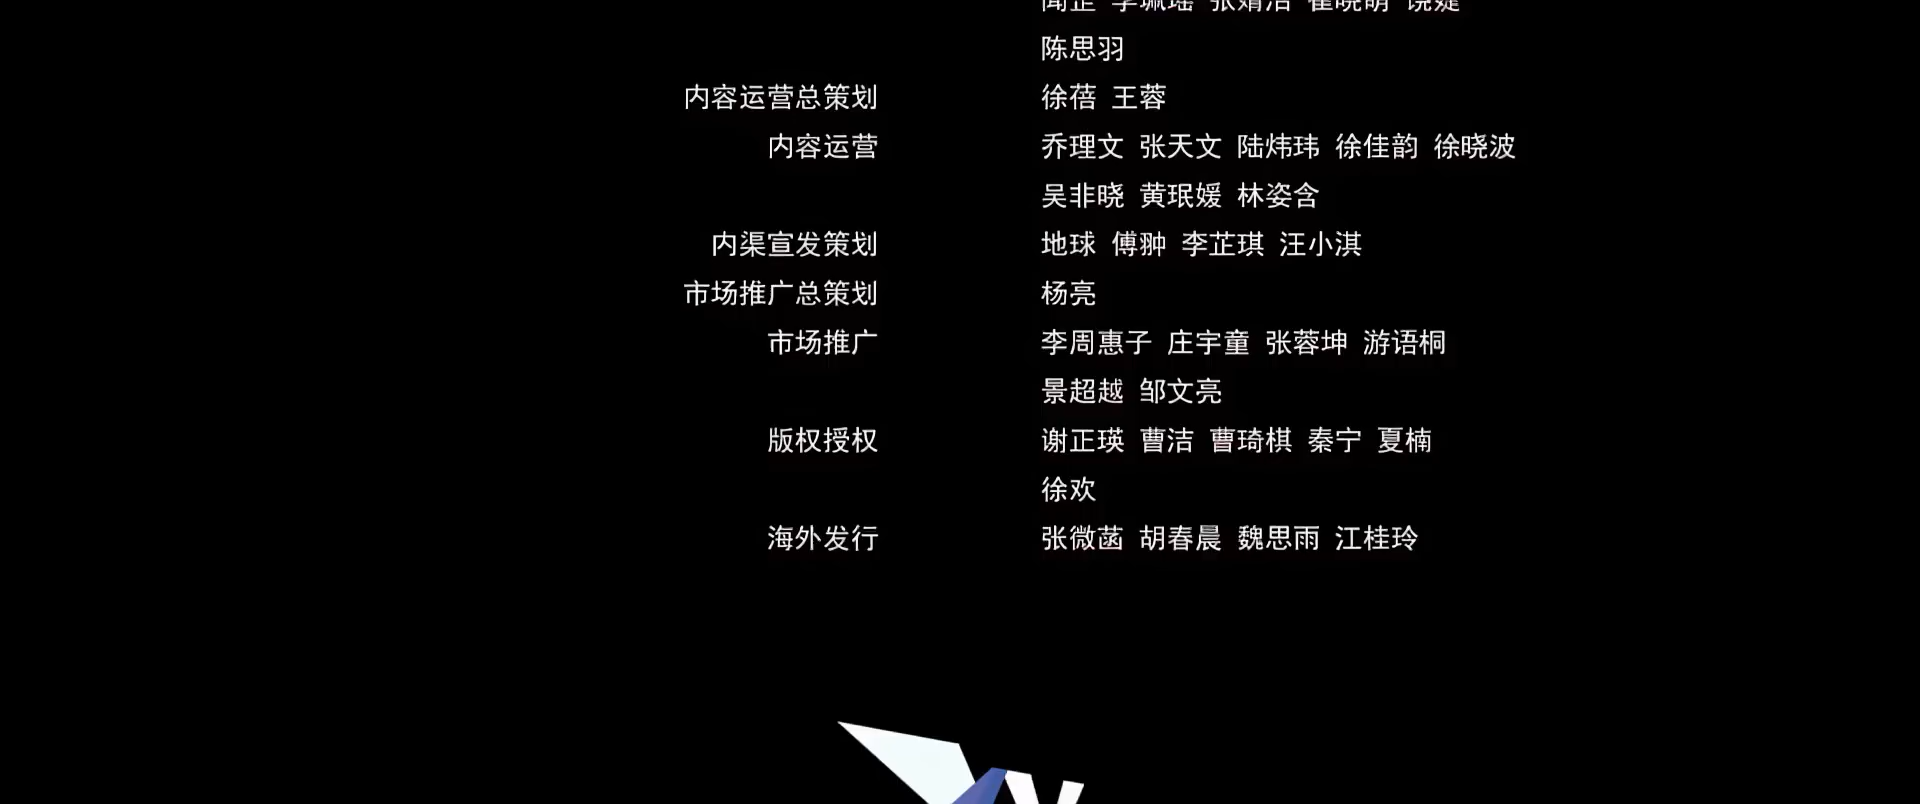 陈思羽
内容运营总策划 徐蓓 王蓉
内容运营 乔理文 张天文 陆炜玮 徐佳韵 徐晓波
吴非晓 黄珉媛 林姿含
内渠宣发策划 地球 傅翀 李芷琪 汪小淇
市场推广总策划 杨亮
市场推广 李周惠子 庄宇童 张蓉坤 游语桐
景超越 邹文亮
版权授权 谢正瑛 曹洁 曹琦棋 秦宁 夏楠
徐欢
海外发行 张微菡 胡春晨 魏思雨 江桂玲